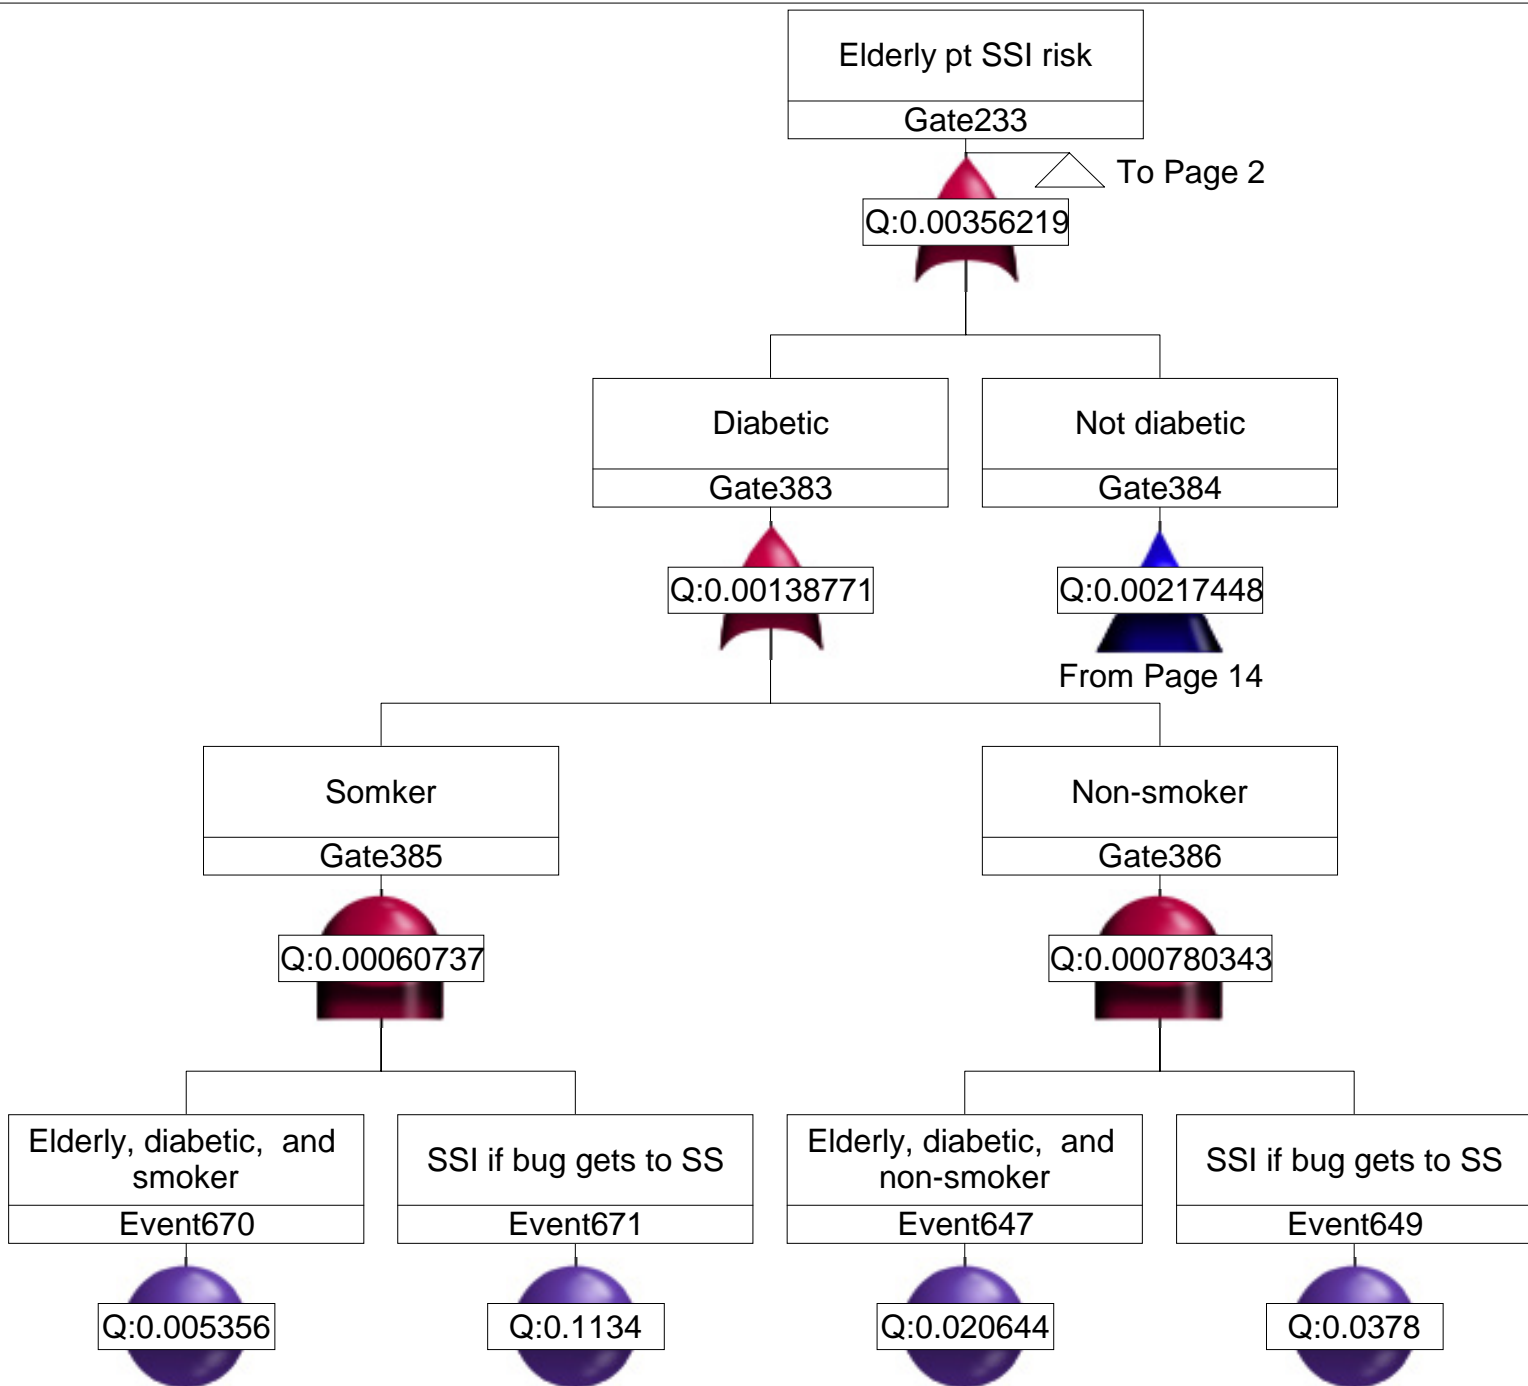 Elderly pt SSI risk
Gate233
To Page 2
Q:0.00356219
Diabetic
Gate383
Q:0.00138771
Not diabetic
Gate384
Q:0.00217448
From Page 14
Somker
Gate385
Q:0.00060737
Non-smoker
Gate386
Q:0.000780343
Elderly, diabetic,  and
smoker
Event670
Q:0.005356
SSI if bug gets to SS
Event671
Q:0.1134
Elderly, diabetic,  and
non-smoker
Event647
Q:0.020644
SSI if bug gets to SS
Event649
Q:0.0378